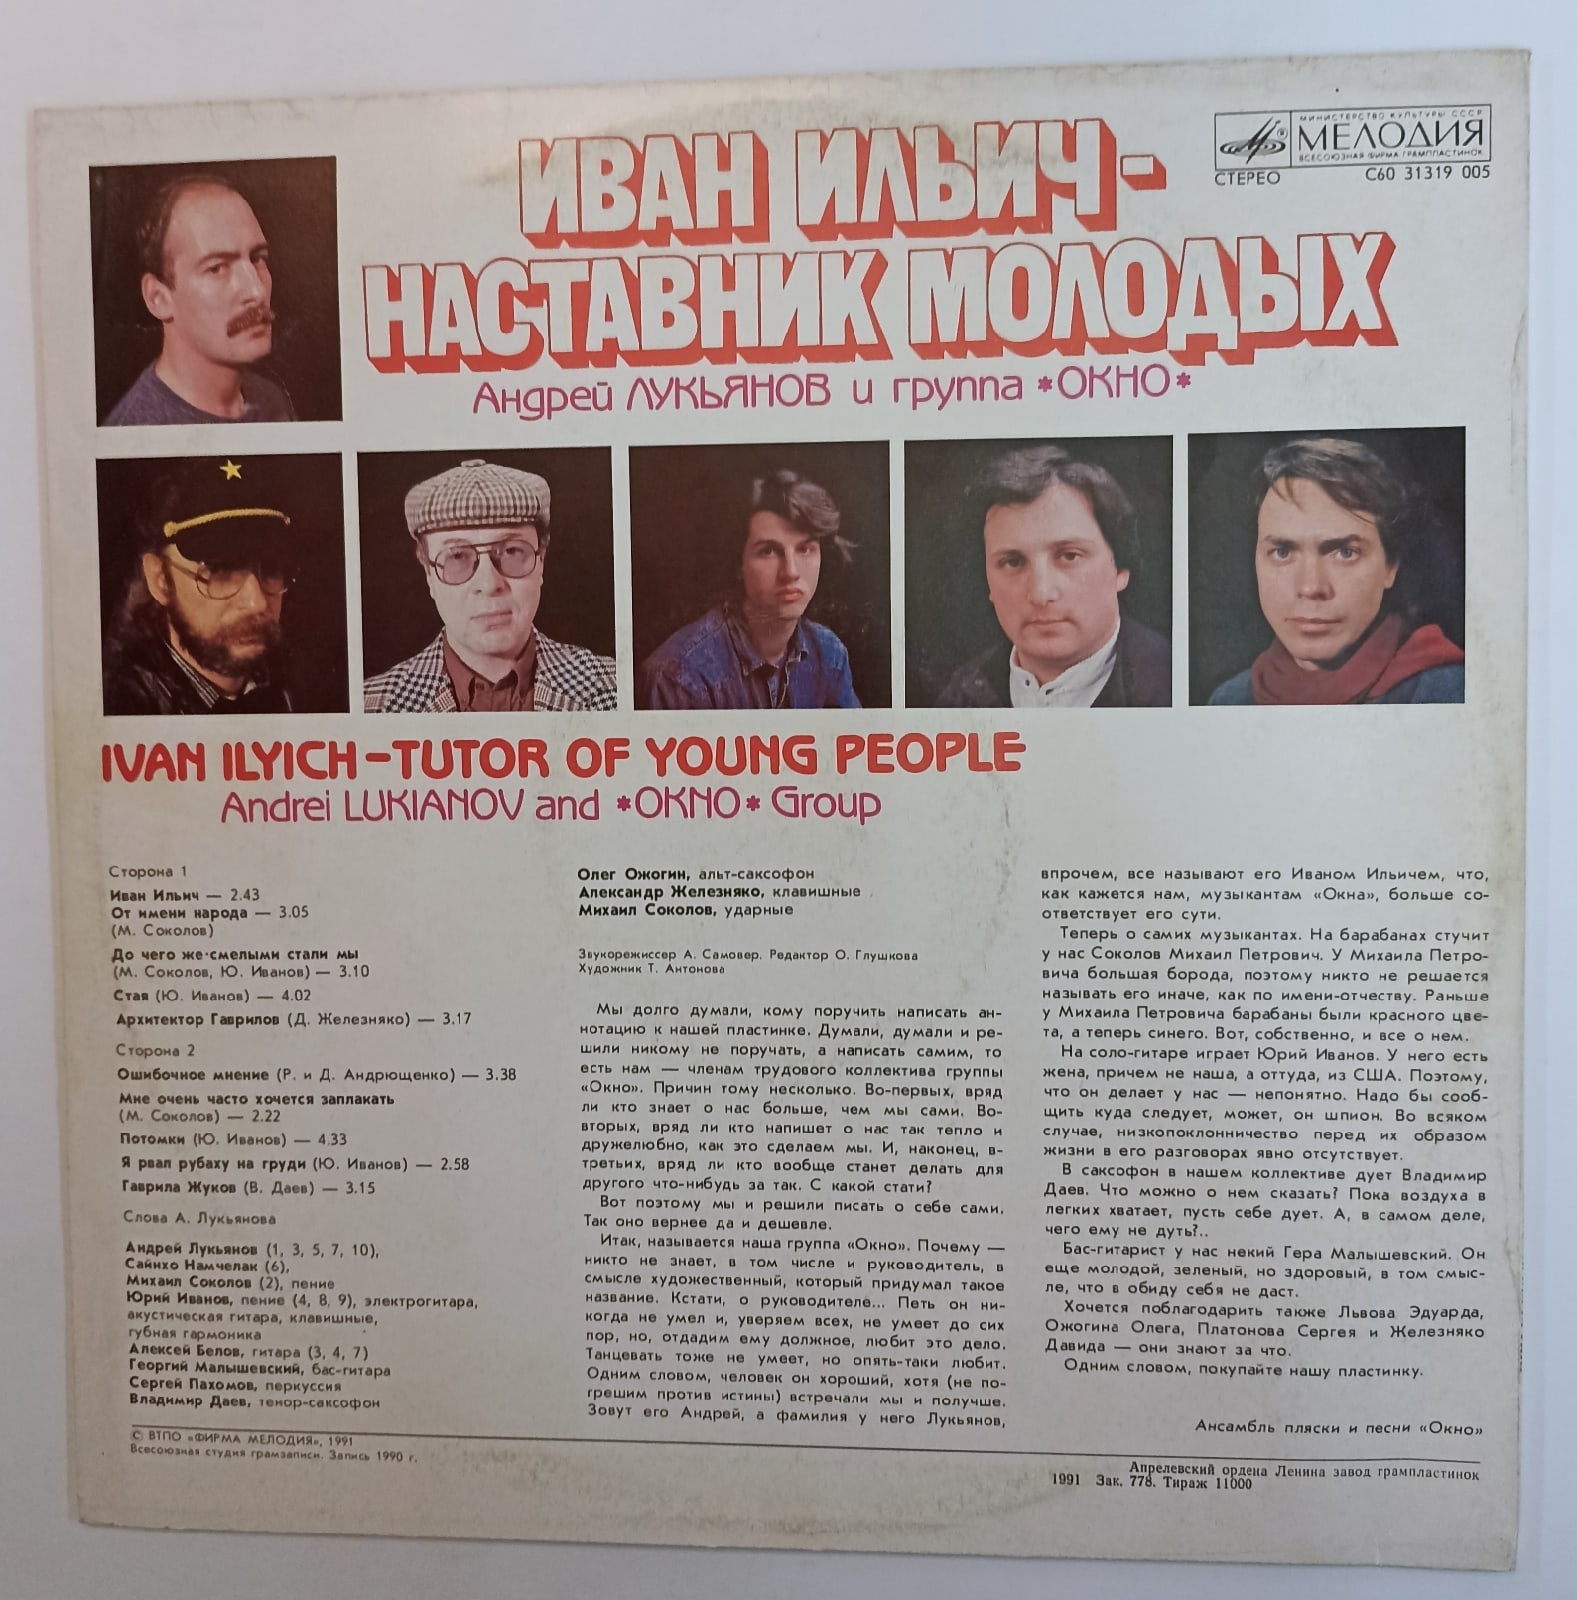 ИВАН ИЛЬИЧ-
НАСТАВНИК МОЛОДЫХ
Андрей ЛУКЬЯНОВ и группа *ОКНО*
МИНИСТЕРСТВО КУЛЬТУРЫ СССР
МЕЛОДИЯ
ВСЕСОЮЗНАЯ ФИРМА ГРАМПЛАСТИНОК
СТЕРЕО
С60 31319 005
IVAN ILYICH-TUTOR OF YOUNG PEOPLE
Andrei LUKIANOV and *OKNO* Group
Сторона 1
Иван Ильич — 2.43
От имени народа — 3.05
(М. Соколов)
До чего же смелыми стали мы
(М. Соколов, Ю. Иванов) — 3.10
Стая (Ю. Иванов) — 4.02
Архитектор Гаврилов (Д. Железняко) — 3.17
Сторона 2
Ошибочное мнение (Р. и Д. Андрющенко) — 3.38
Мне очень часто хочется заплакать
(М. Соколов) — 2.22
Потомки (Ю. Иванов) — 4.33
Я рвал рубаху на груди (Ю. Иванов) — 2.58
Гаврила Жуков (В. Даев) — 3.15
Слова А. Лукьянова
Андрей Лукьянов (1, 3, 5, 7, 10),
Сайнхо Намчелак (6),
Михаил Соколов (2), пение
Юрий Иванов, пение (4, 8, 9), электрогитара,
акустическая гитара, клавишные,
губная гармоника
Алексей Белов, гитара (3, 4, 7)
Георгий Малышевский, бас-гитара
Сергей Пахомов, перкуссия
Владимир Даев, тенор-саксофон
Олег Ожогин, альт-саксофон
Александр Железняко, клавишные
Михаил Соколов, ударные
Звукорежиссер А. Самовер. Редактор О. Глушкова
Художник Т. Антонова
Мы долго думали, кому поручить написать ан-
нотацию к нашей пластинке. Думали, думали и ре-
шили никому не поручать, а написать самим, то
есть нам — членам трудового коллектива группы
«Окно». Причин тому несколько. Во-первых, вряд
ли кто знает о нас больше, чем мы сами. Во-
вторых, вряд ли кто напишет о нас так тепло и
дружелюбно, как это сделаем мы. И, наконец, в-
третьих, вряд ли кто вообще станет делать для
другого что-нибудь за так. С какой стати?
Вот поэтому мы и решили писать о себе сами.
Так оно вернее да и дешевле.
Итак, называется наша группа «Окно». Почему —
никто не знает, в том числе и руководитель, в
смысле художественный, который придумал такое
название. Кстати, о руководителе... Петь он ни-
когда не умел и, уверяем всех, не умеет до сих
пор, но, отдадим ему должное, любит это дело.
Танцевать тоже не умеет, но опять-таки любит.
Одним словом, человек он хороший, хотя (не по-
грешим против истины) встречали мы и получше.
Зовут его Андрей, а фамилия у него Лукьянов,
впрочем, все называют его Иваном Ильичем, что,
как кажется нам, музыкантам «Окна», больше со-
ответствует его сути.
Теперь о самих музыкантах. На барабанах стучит
у нас Соколов Михаил Петрович. У Михаила Петро-
вича большая борода, поэтому никто не решается
называть его иначе, как по имени-отчеству. Раньше
у Михаила Петровича барабаны были красного цве-
та, а теперь синего. Вот, собственно, и все о нем.
На соло-гитаре играет Юрий Иванов. У него есть
жена, причем не наша, а оттуда, из США. Поэтому,
что он делает у нас — непонятно. Надо бы сооб-
щить куда следует, может, он шпион. Во всяком
случае, низкопоклонничество перед их образом
жизни в его разговорах явно отсутствует.
В саксофон в нашем коллективе дует Владимир
Даев. Что можно о нем сказать? Пока воздуха в
легких хватает, пусть себе дует. А, в самом деле,
чего ему не дуть?..
Бас-гитарист у нас некий Гера Малышевский. Он
еще молодой, зеленый, но здоровый, в том смыс-
ле, что в обиду себя не даст.
Хочется поблагодарить также Львова Эдуарда,
Ожогина Олега, Платонова Сергея и Железняко
Давида — они знают за что.
Одним словом, покупайте нашу пластинку.
Ансамбль пляски и песни «Окно»
© ВТПО «ФИРМА МЕЛОДИЯ», 1991
Всесоюзная студия грамзаписи. Запись 1990 г.
Апрелевский ордена Ленина завод грампластинок
1991 Зак. 778. Тираж 11000